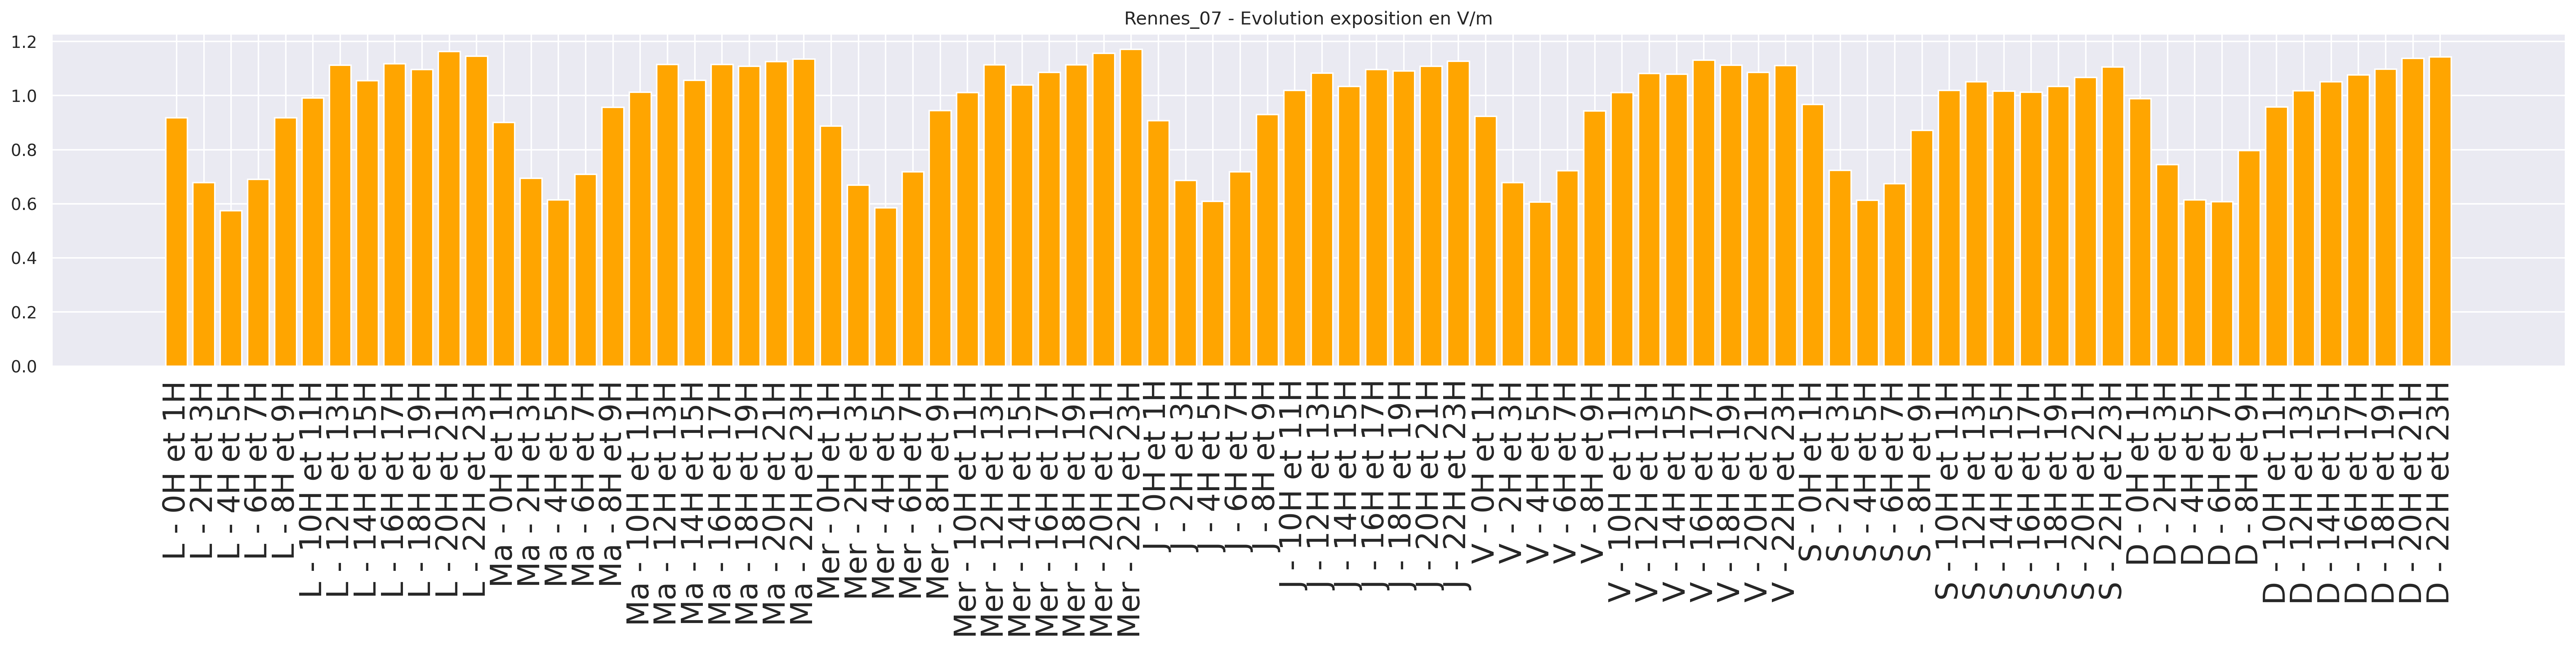 Rennes_07 - Evolution exposition en V/m
1.2
1.0
0.8
0.6
0.4
0.2
0.0
L - 0H et 1H
L - 2H et 3H
L - 4H et 5H
L - 6H et 7H
L - 8H et 9H
L - 10H et 11H
L - 12H et 13H
L - 14H et 15H
L - 16H et 17H
L - 18H et 19H
L - 20H et 21H
L - 22H et 23H
Ma - 0H et 1H
Ma - 2H et 3H
Ma - 4H et 5H
Ma - 6H et 7H
Ma - 8H et 9H
Ma - 10H et 11H
Ma - 12H et 13H
Ma - 14H et 15H
Ma - 16H et 17H
Ma - 18H et 19H
Ma - 20H et 21H
Ma - 22H et 23H
Mer - 0H et 1H
Mer - 2H et 3H
Mer - 4H et 5H
Mer - 6H et 7H
Mer - 8H et 9H
Mer - 10H et 11H
Mer - 12H et 13H
Mer - 14H et 15H
Mer - 16H et 17H
Mer - 18H et 19H
Mer - 20H et 21H
Mer - 22H et 23H
J - 0H et 1H
J - 2H et 3H
J - 4H et 5H
J - 6H et 7H
J - 8H et 9H
J - 10H et 11H
J - 12H et 13H
J - 14H et 15H
J - 16H et 17H
J - 18H et 19H
J - 20H et 21H
J - 22H et 23H
V - 0H et 1H
V - 2H et 3H
V - 4H et 5H
V - 6H et 7H
V - 8H et 9H
V - 10H et 11H
V - 12H et 13H
V - 14H et 15H
V - 16H et 17H
V - 18H et 19H
V - 20H et 21H
V - 22H et 23H
S - 0H et 1H
S - 2H et 3H
S - 4H et 5H
S - 6H et 7H
S - 8H et 9H
S - 10H et 11H
S - 12H et 13H
S - 14H et 15H
S - 16H et 17H
S - 18H et 19H
S - 20H et 21H
S - 22H et 23H
D - 0H et 1H
D - 2H et 3H
D - 4H et 5H
D - 6H et 7H
D - 8H et 9H
D - 10H et 11H
D - 12H et 13H
D - 14H et 15H
D - 16H et 17H
D - 18H et 19H
D - 20H et 21H
D - 22H et 23H